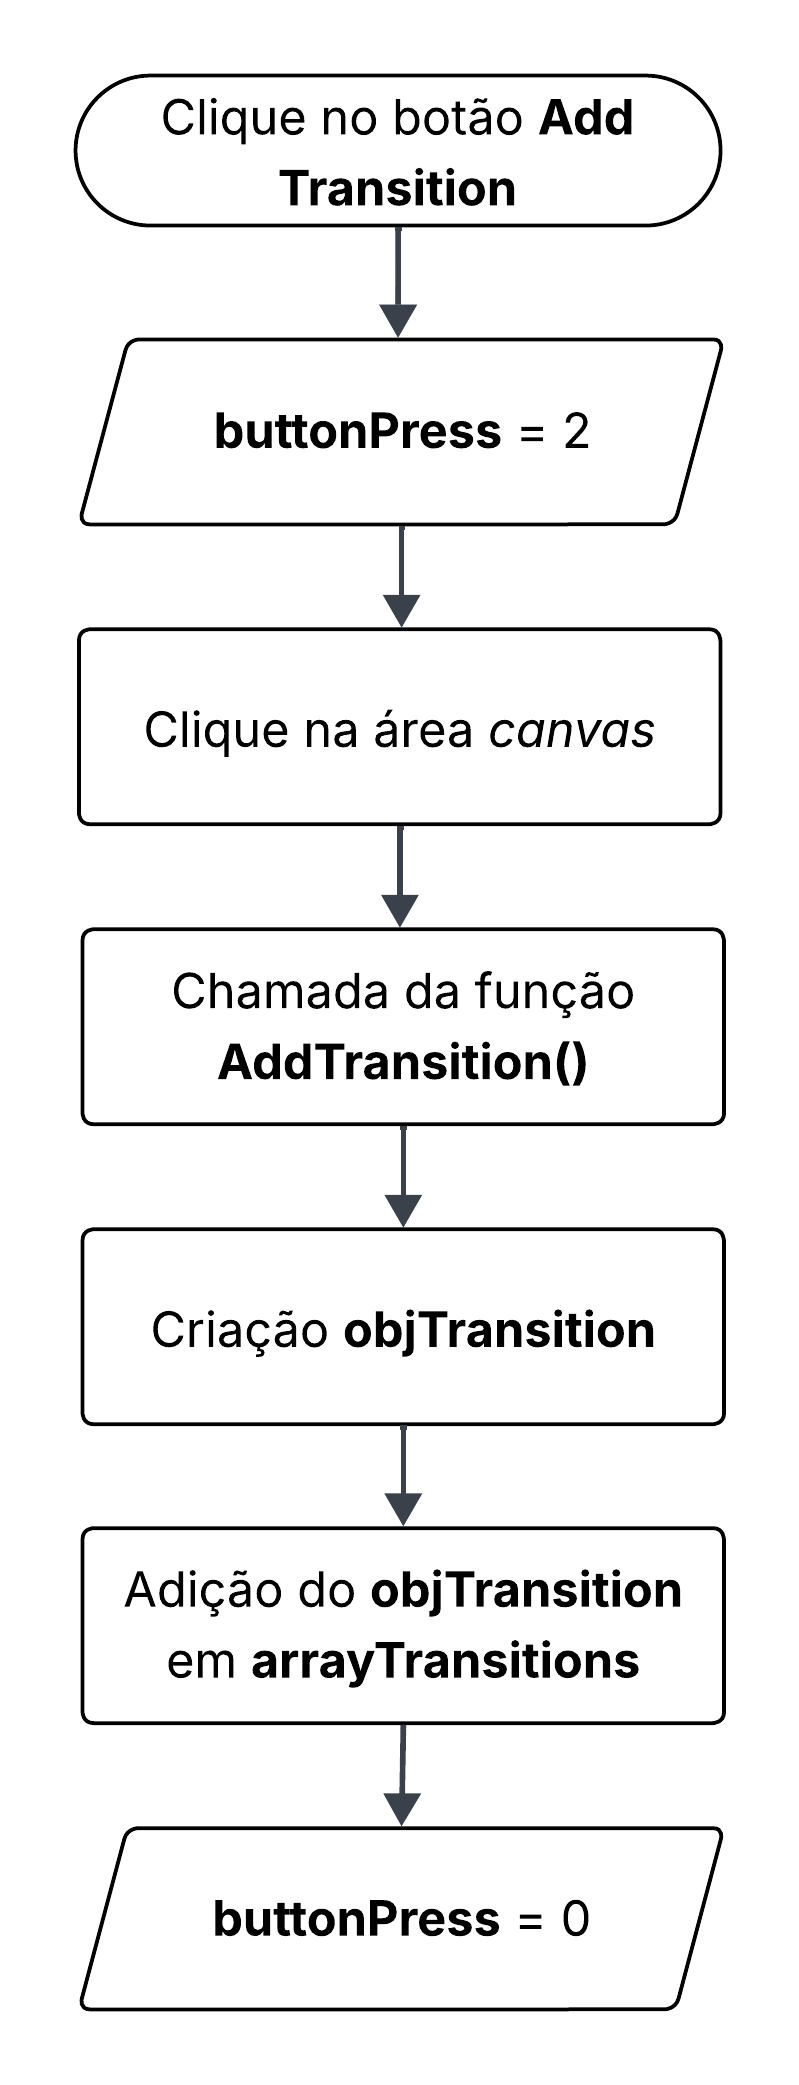 Clique no botão Add
Transition
buttonPress = 2
Clique na área canvas
Chamada da função
AddTransition()
Criação objTransition
Adição do objTransition
em arrayTransitions
buttonPress = 0